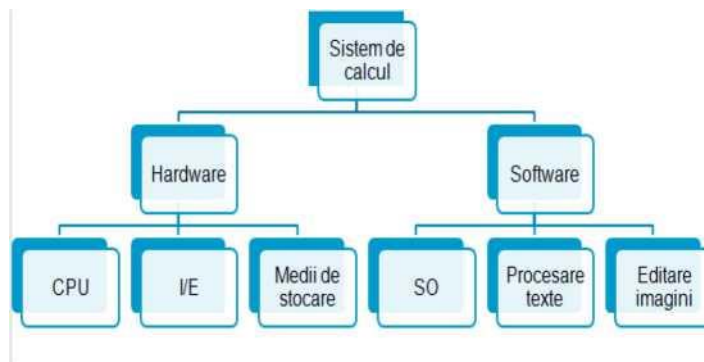 Sistem de
calcul
Hardware
Software
CPU
I/E
Medii de
stocare
SO
Procesare
texte
Editare
imagini